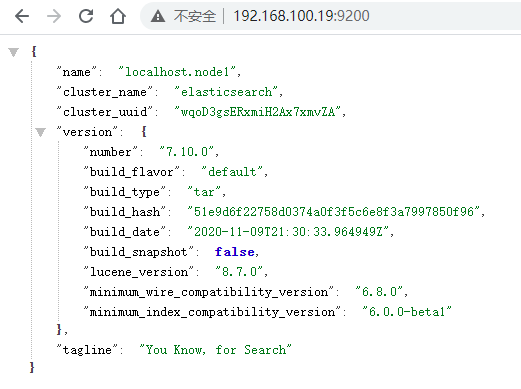 不安全 | 192.168.100.19:9200
{
"name": "localhost.node1",
"cluster_name": "elasticsearch",
"cluster_uuid": "wqoD3gsERxmiH2Ax7xmvZA",
"version": {
"number": "7.10.0",
"build_flavor": "default",
"build_type": "tar",
"build_hash": "51e9d6f22758d0374a0f3f5c6e8f3a7997850f96",
"build_date": "2020-11-09T21:30:33.964949Z",
"build_snapshot": false,
"lucene_version": "8.7.0",
"minimum_wire_compatibility_version": "6.8.0",
"minimum_index_compatibility_version": "6.0.0-beta1"
},
"tagline": "You Know, for Search"
}